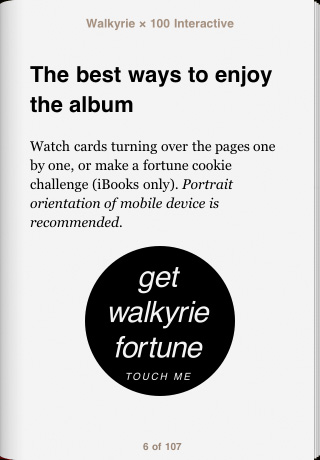 Walkyrie × 100 Interactive
The best ways to enjoy
the album
Watch cards turning over the pages one
by one, or make a fortune cookie
challenge (iBooks only). Portrait
orientation of mobile device is
recommended.
get
walkyrie
fortune
TOUCH ME
6 of 107